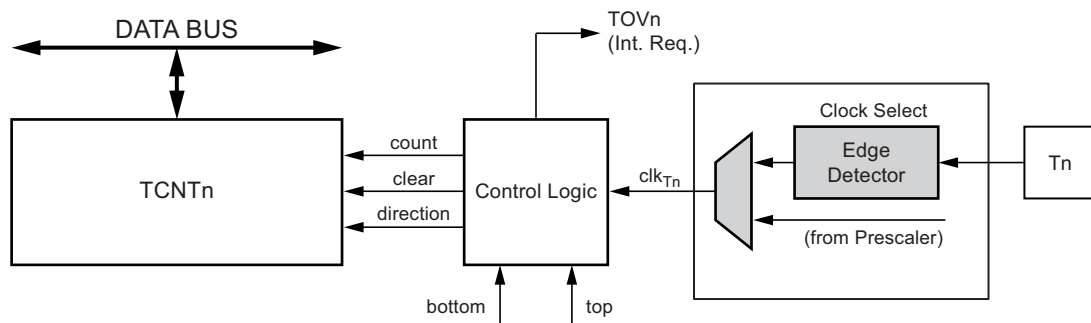 DATA BUS
TOVn
(Int. Req.)
TCNTn
count
clear
direction
Control Logic
bottom
top
clkTn
Clock Select
Edge
Detector
(from Prescaler)
Tn